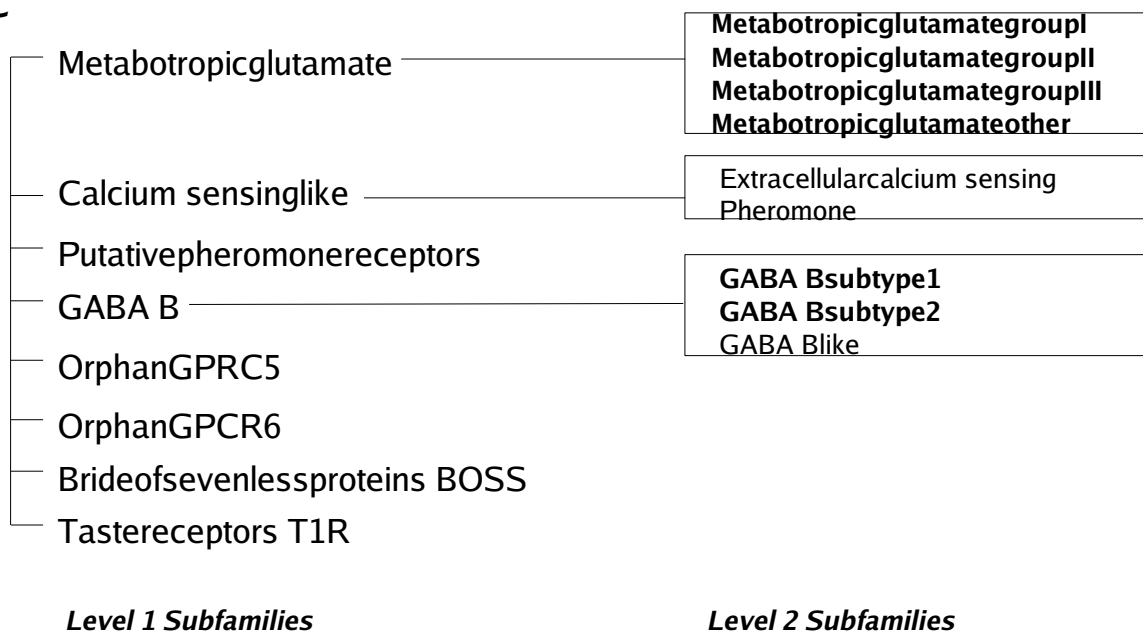 Metabotropicglutamate
Metabotropicglutamategroupl
Metabotropicglutamategroupll
Metabotropicglutamategrouplll
Metabotropicglutamateother
Calcium sensinglike
Extracellularcalcium sensing
Pheromone
Putativepheromonereceptors
GABA B
GABA Bsubtype1
GABA Bsubtype2
GABA Blike
OrphanGPRC5
OrphanGPCR6
Brideofsevenlessproteins BOSS
Tastereceptors T1R
Level 1 Subfamilies
Level 2 Subfamilies